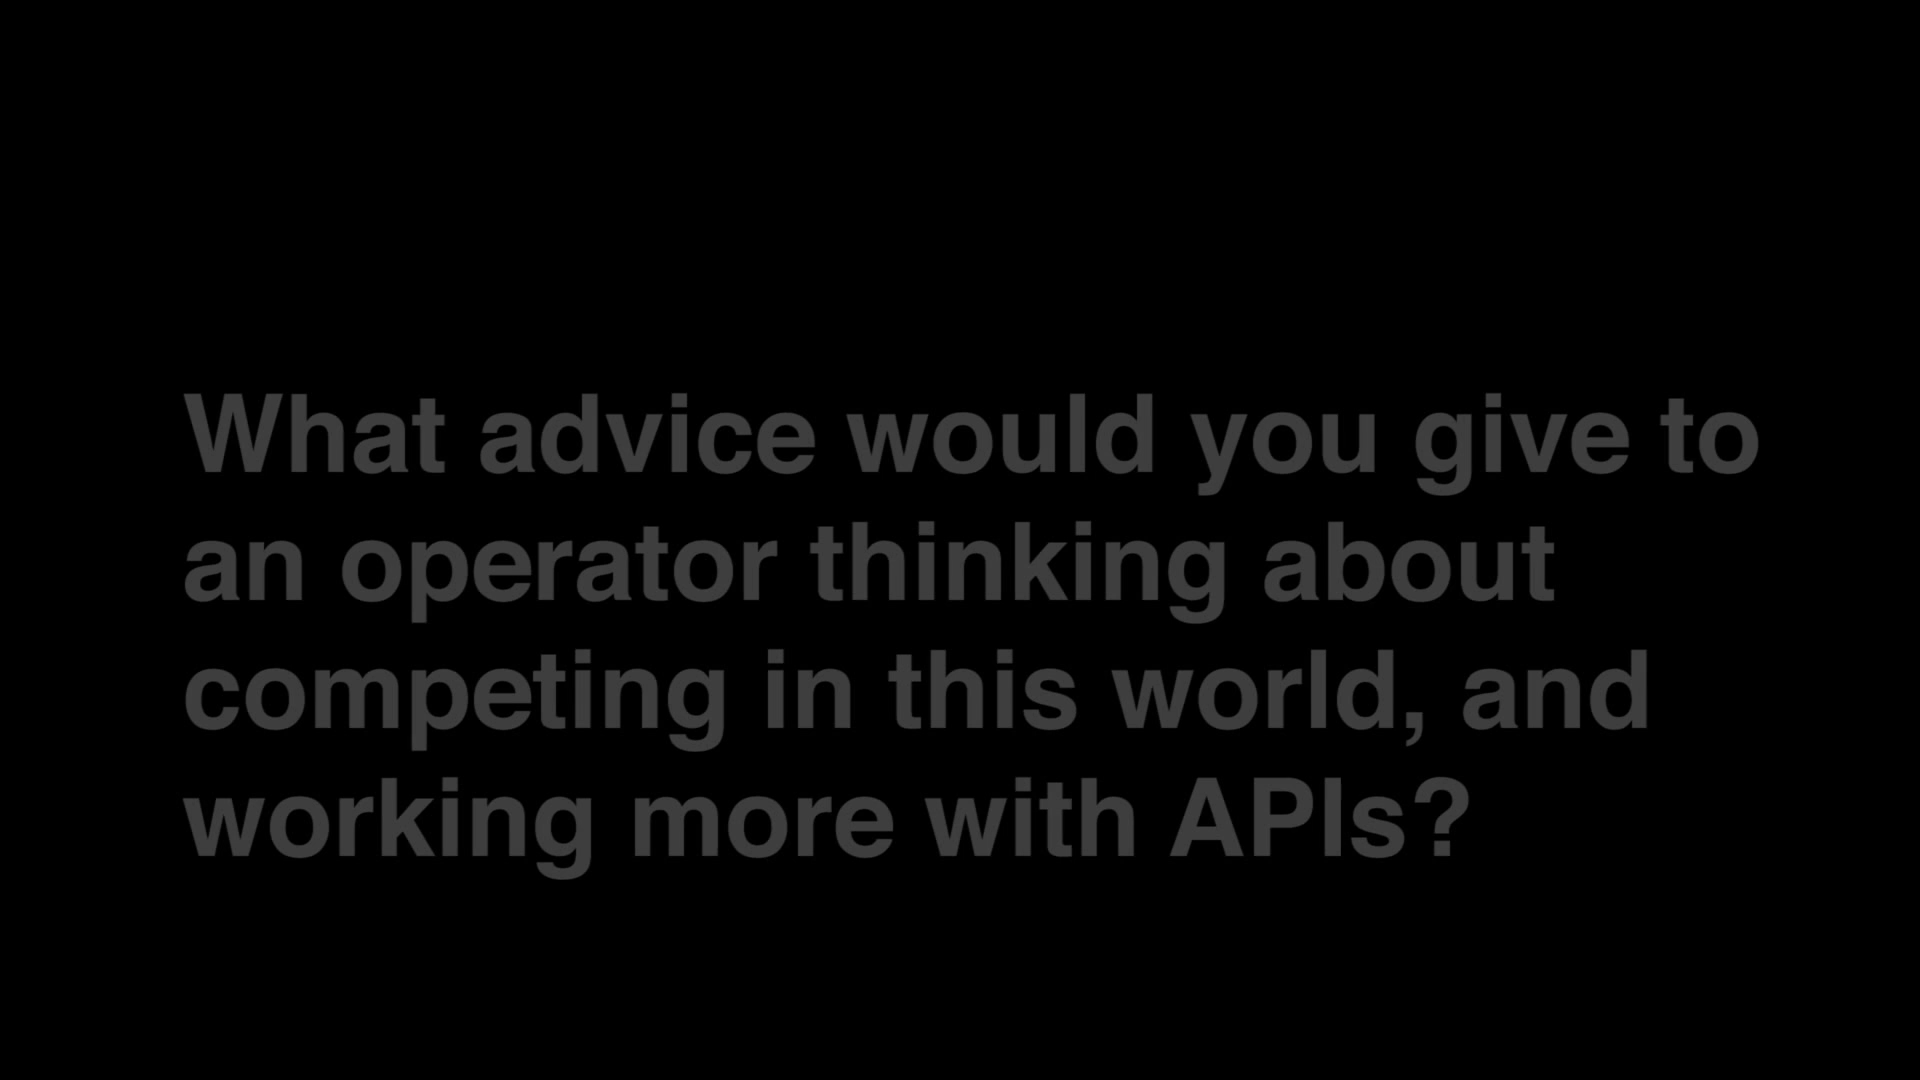 What advice would you give to
an operator thinking about
competing in this world, and
working more with APIs?